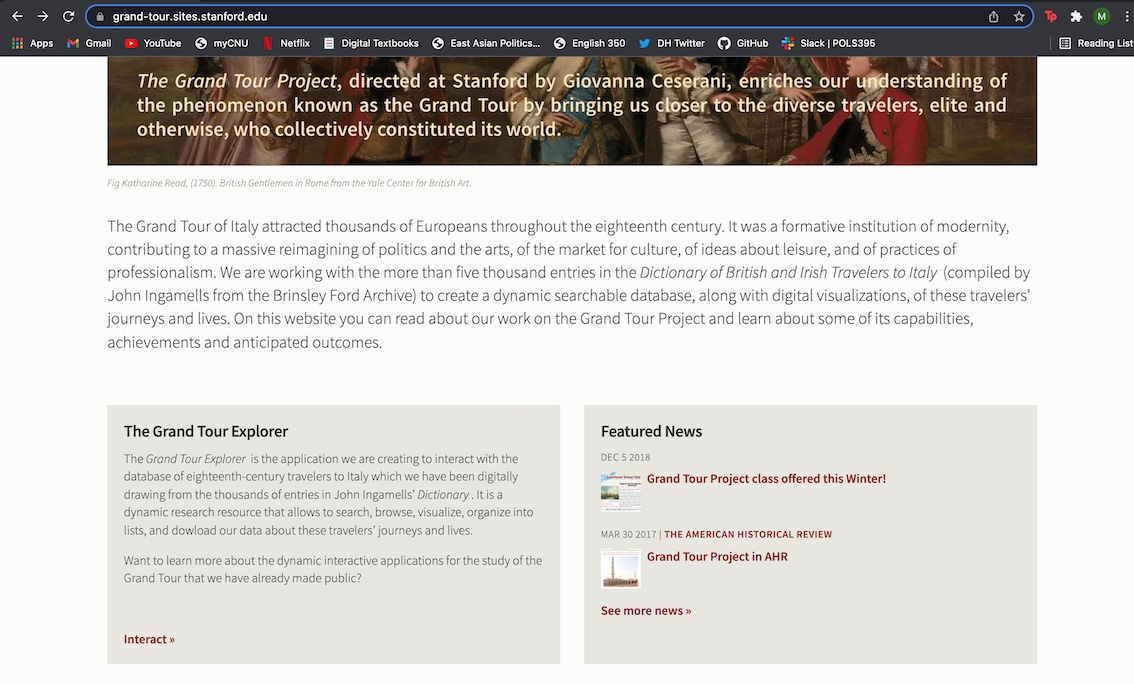 grand-tour.sites.stanford.edu
Tp
M
Apps Gmail YouTube myCNU Netflix Digital Textbooks East Asian Politics... English 350 DH Twitter GitHub Slack | POLS395 Reading List
The Grand Tour Project, directed at Stanford by Giovanna Ceserani, enriches our understanding of
the phenomenon known as the Grand Tour by bringing us closer to the diverse travelers, elite and
otherwise, who collectively constituted its world.
Fig Katharine Read, (1750). British Gentlemen in Rome from the Yale Center for British Art.
The Grand Tour of Italy attracted thousands of Europeans throughout the eighteenth century. It was a formative institution of modernity,
contributing to a massive reimagining of politics and the arts, of the market for culture, of ideas about leisure, and of practices of
professionalism. We are working with the more than five thousand entries in the Dictionary of British and Irish Travelers to Italy (compiled by
John Ingamells from the Brinsley Ford Archive) to create a dynamic searchable database, along with digital visualizations, of these travelers’
journeys and lives. On this website you can read about our work on the Grand Tour Project and learn about some of its capabilities,
achievements and anticipated outcomes.
The Grand Tour Explorer
The Grand Tour Explorer is the application we are creating to interact with the
database of eighteenth-century travelers to Italy which we have been digitally
drawing from the thousands of entries in John Ingamells’ Dictionary . It is a
dynamic research resource that allows to search, browse, visualize, organize into
lists, and dowload our data about these travelers’ journeys and lives.
Want to learn more about the dynamic interactive applications for the study of the
Grand Tour that we have already made public?
Interact »
Featured News
DEC 5 2018
Grand Tour Project class offered this Winter!
MAR 30 2017 | THE AMERICAN HISTORICAL REVIEW
Grand Tour Project in AHR
See more news »